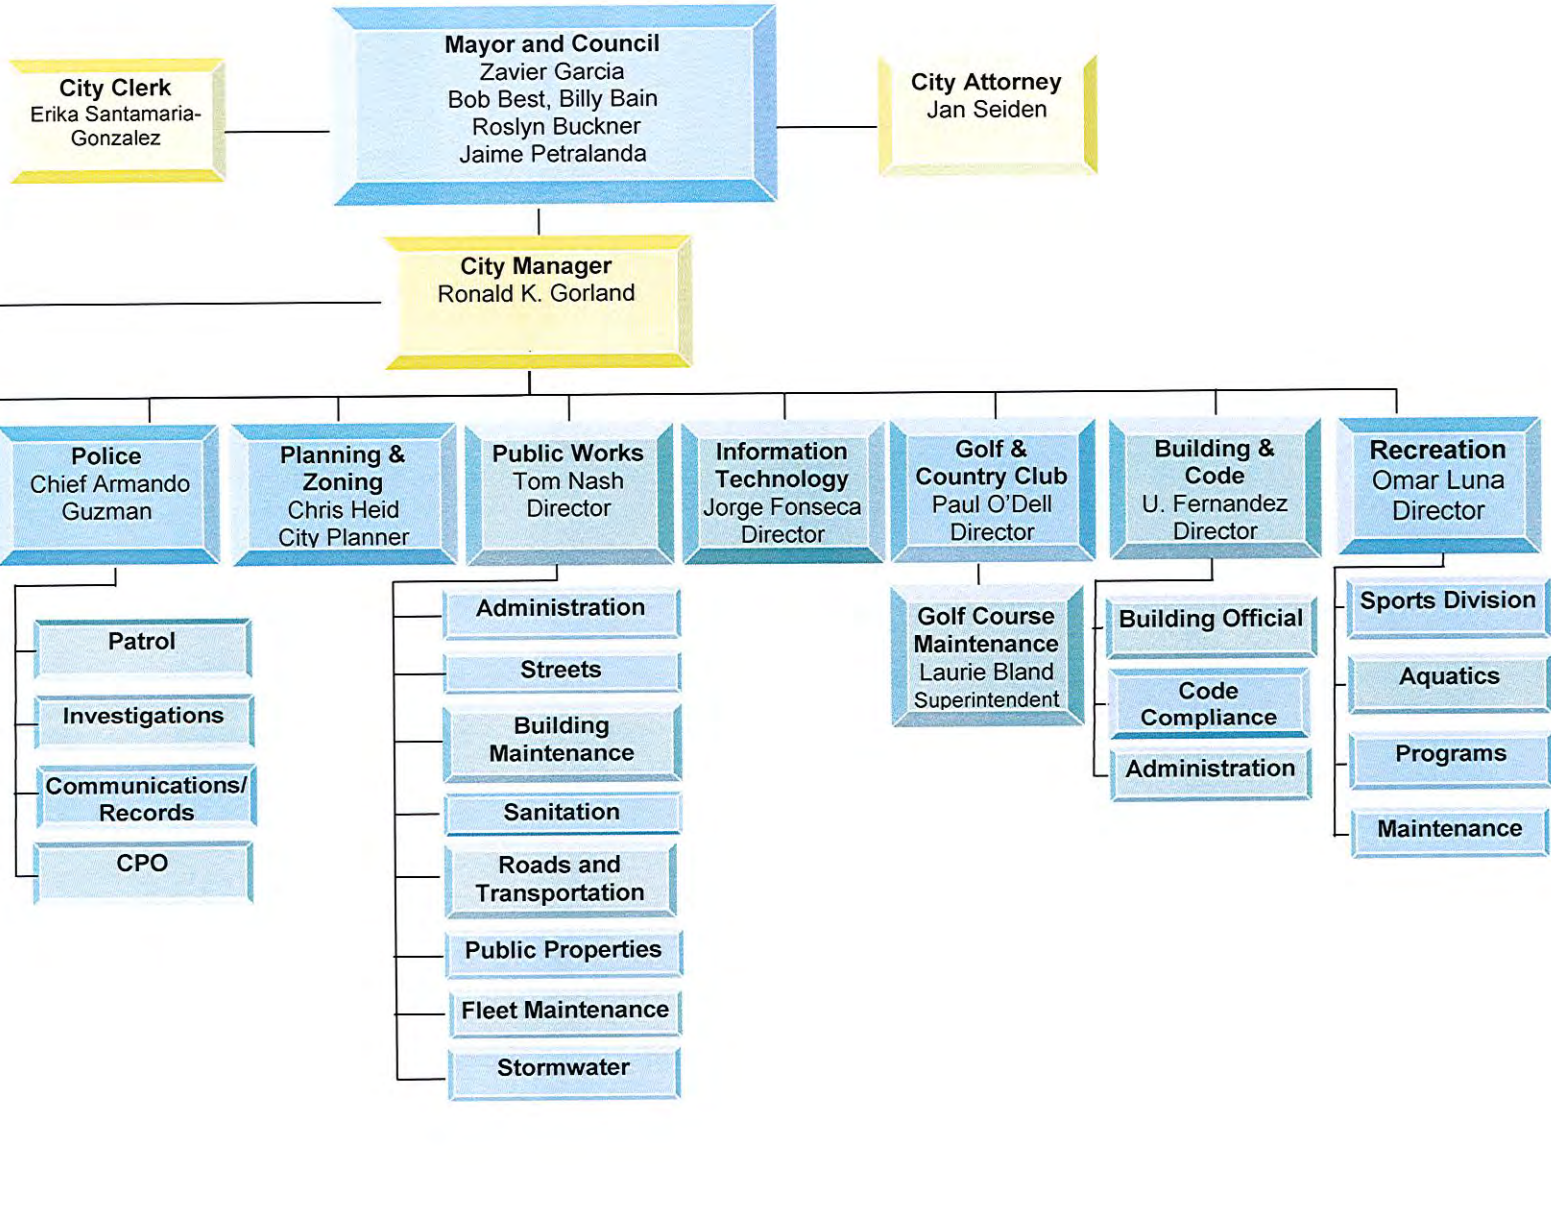 Mayor and Council
Zavier Garcia
Bob Best, Billy Bain
Roslyn Buckner
Jaime Petralanda
City Clerk
Erika Santamaria-
Gonzalez
City Attorney
Jan Seiden
City Manager
Ronald K. Gorland
Police
Chief Armando
Guzman
Planning &
Zoning
Chris Heid
City Planner
Public Works
Tom Nash
Director
Information
Technology
Jorge Fonseca
Director
Golf &
Country Club
Paul O'Dell
Director
Building &
Code
U. Fernandez
Director
Recreation
Omar Luna
Director
Patrol
Investigations
Communications/
Records
CPO
Administration
Streets
Building
Maintenance
Sanitation
Roads and
Transportation
Public Properties
Fleet Maintenance
Stormwater
Golf Course
Maintenance
Laurie Bland
Superintendent
Building Official
Code
Compliance
Administration
Sports Division
Aquatics
Programs
Maintenance